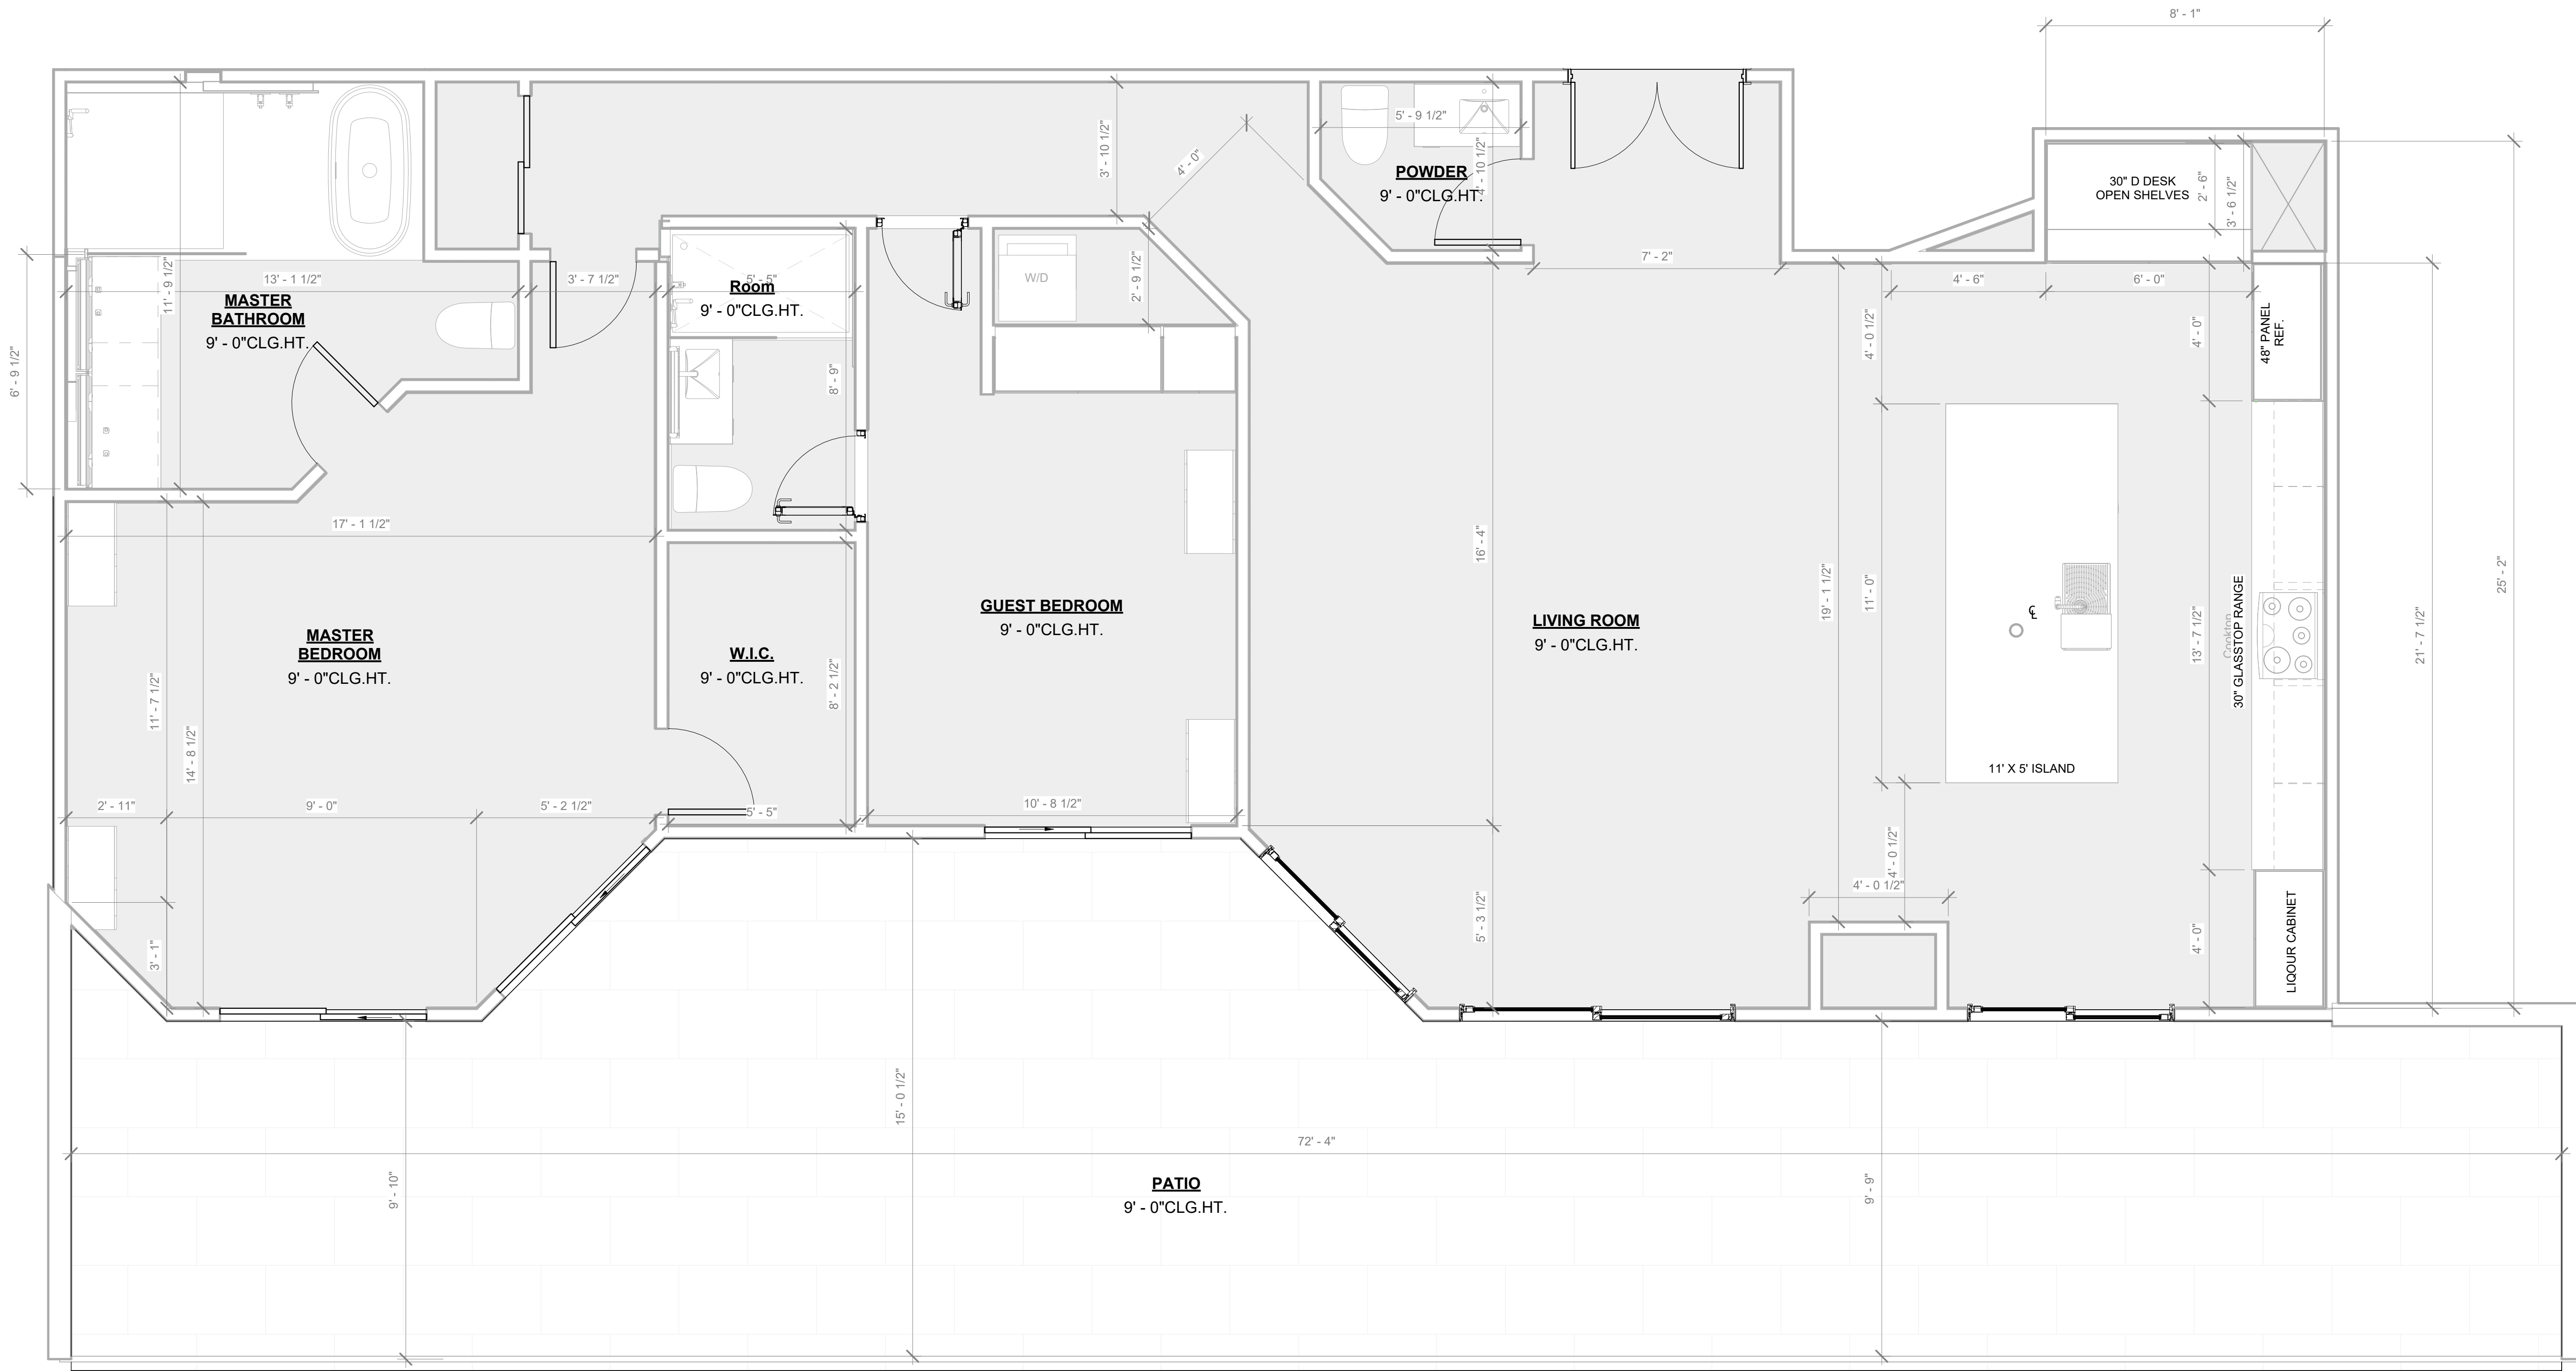 8' - 1"
5' - 9 1/2"
3' - 10 1/2"
4' - 10 1/2"
4' - 0"
POWDER
9' - 0"CLG.HT.
30" D DESK
OPEN SHELVES
2' - 6"
3' - 6 1/2"
7' - 2"
4' - 6"
6' - 0"
13' - 1 1/2"
11' - 9 1/2"
3' - 7 1/2"
MASTER
BATHROOM
9' - 0"CLG.HT.
6' - 9 1/2"
5' - 5"
Room
9' - 0"CLG.HT.
W/D
2' - 9 1/2"
8' - 9"
4' - 0 1/2"
4' - 0"
48" PANEL
REF.
17' - 1 1/2"
16' - 4"
19' - 1 1/2"
11' - 0"
℄
13' - 7 1/2"
Cooktop
30" GLASSTOP RANGE
21' - 7 1/2"
25' - 2"
GUEST BEDROOM
9' - 0"CLG.HT.
LIVING ROOM
9' - 0"CLG.HT.
MASTER
BEDROOM
9' - 0"CLG.HT.
W.I.C.
9' - 0"CLG.HT.
11' - 7 1/2"
14' - 8 1/2"
8' - 2 1/2"
11' X 5' ISLAND
2' - 11"
9' - 0"
5' - 2 1/2"
5' - 5"
10' - 8 1/2"
4' - 0 1/2"
4' - 0 1/2"
3' - 1"
5' - 3 1/2"
4' - 0"
LIQOUR CABINET
15' - 0 1/2"
72' - 4"
9' - 10"
9' - 9"
PATIO
9' - 0"CLG.HT.